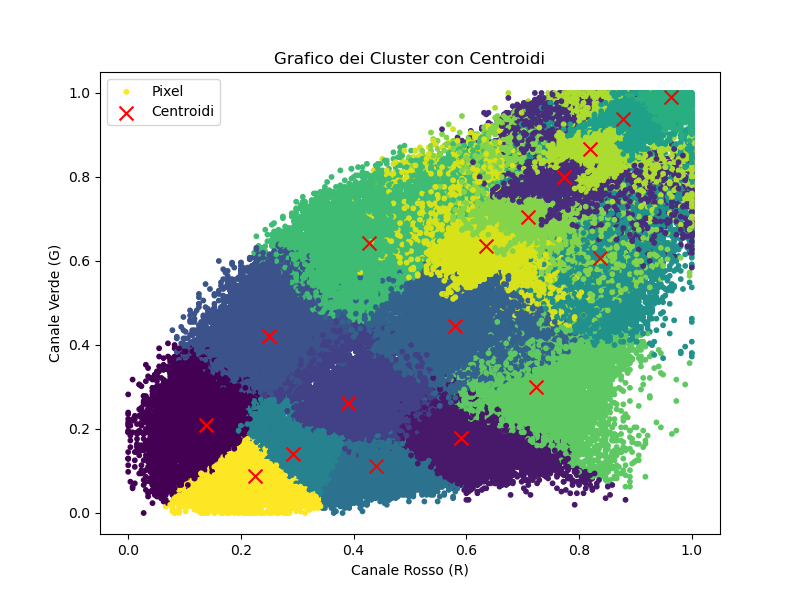 Grafico dei Cluster con Centroidi
Pixel
Centroidi
1.0
0.8
0.6
0.4
0.2
0.0
Canale Verde (G)
0.0 0.2 0.4 0.6 0.8 1.0
Canale Rosso (R)